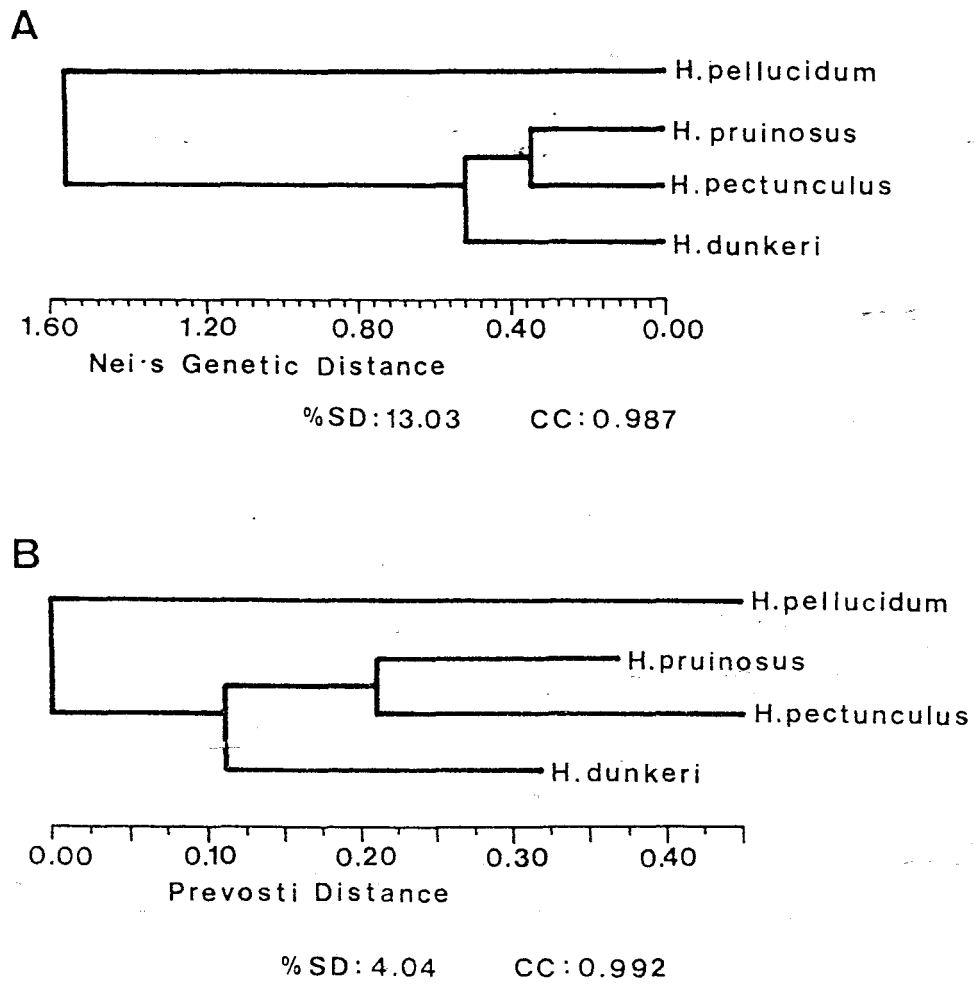 A
H.pellucidum
H. pruinosus
H.pectunculus
H.dunkeri
1.60 1.20 0.80 0.40 0.00
Nei's Genetic Distance
%SD:13.03 CC:0.987
B
H.pellucidum
H.pruinosus
H.pectunculus
H.dunkeri
0.00 0.10 0.20 0.30 0.40
Prevosti Distance
%SD:4.04 CC:0.992